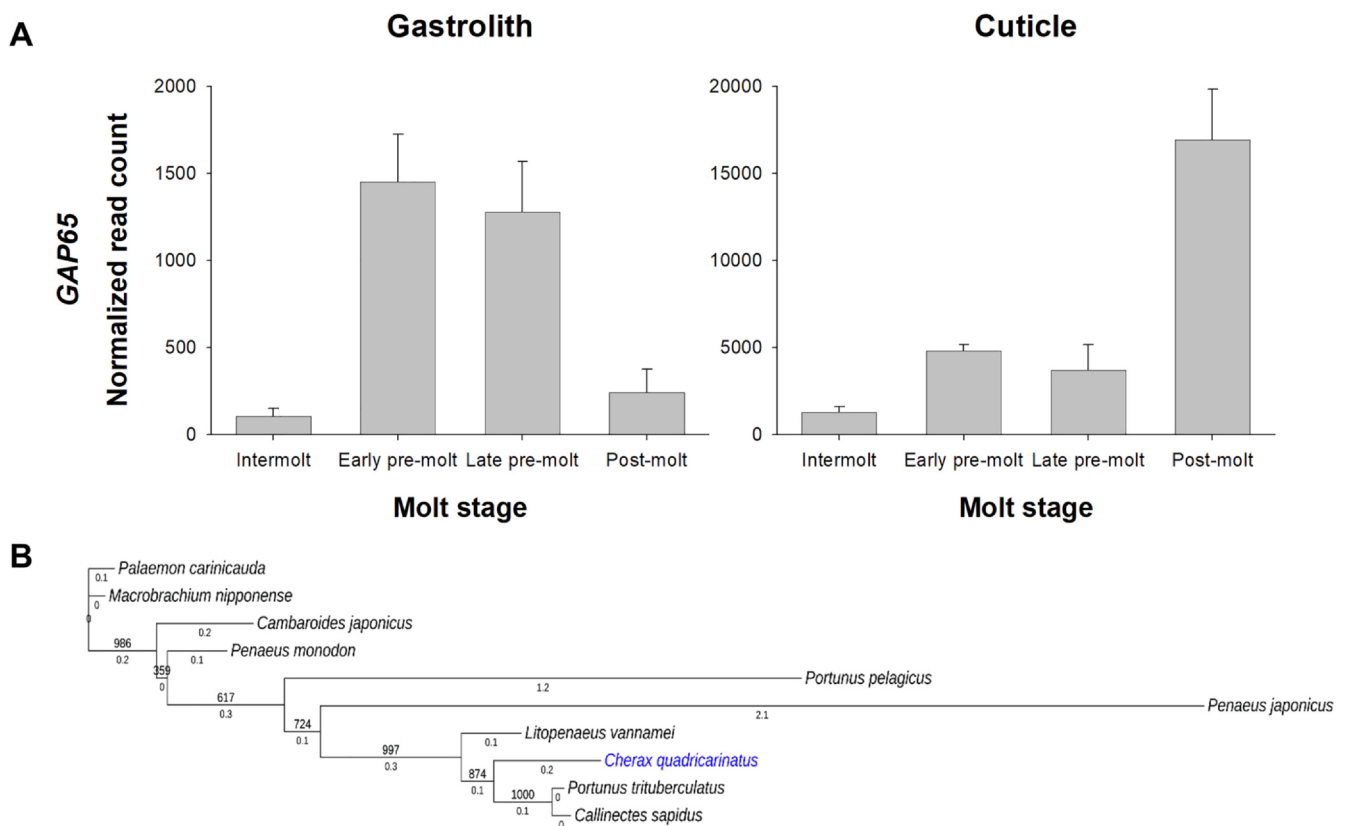 A
Gastrolith
Cuticle
GAP65
Normalized read count
2000
1500
1000
500
0
Intermolt Early pre-molt Late pre-molt Post-molt
Molt stage
20000
15000
10000
5000
0
Intermolt Early pre-molt Late pre-molt Post-molt
Molt stage
B
Palaemon carinicauda
0.1
Macrobrachium nipponense
0
0
Cambaroides japonicus
986
0.2
0.2
Penaeus monodon
359
0.1
0
Portunus pelagicus
617
1.2
0.3
Penaeus japonicus
724
2.1
0.1
Litopenaeus vannamei
997
0.1
0.3
Cherax quadricarinatus
874
0.2
0.1
Portunus trituberculatus
1000
0
0.1
Callinectes sapidus
0